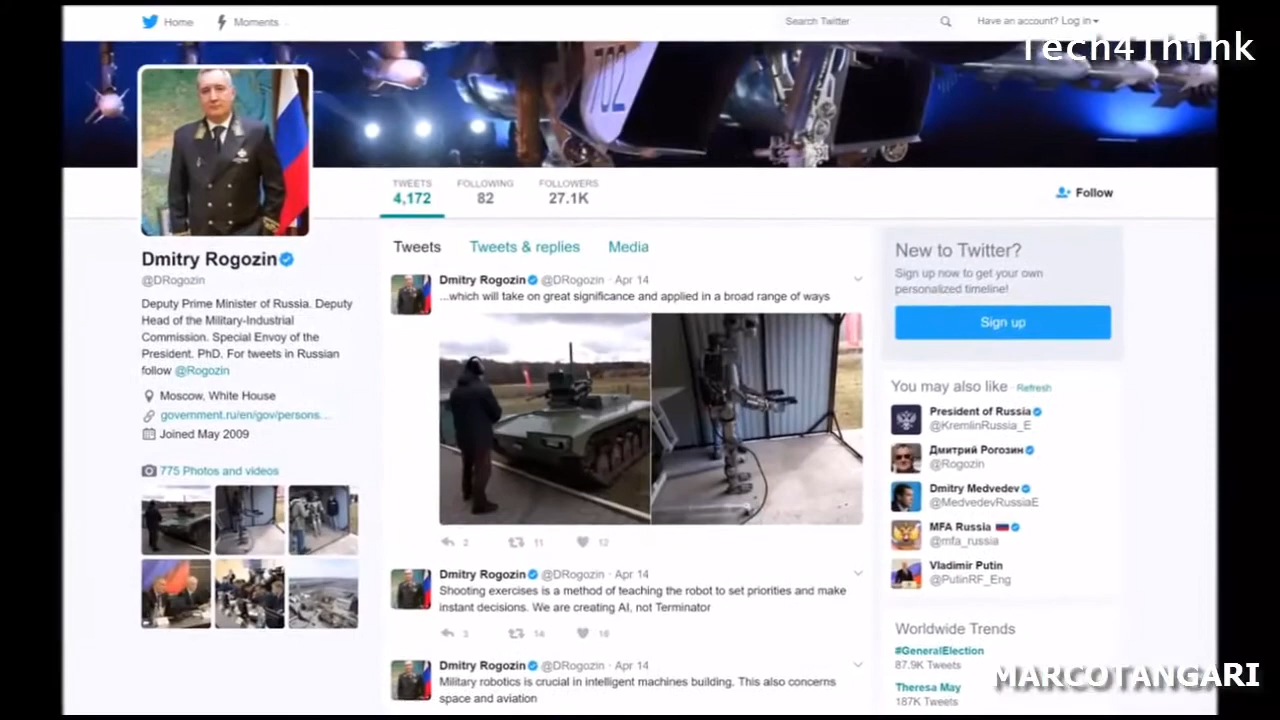 Home Moments
Search Twitter
Have an account? Log in
Tech4Th1nk
702
TWEETS
4,172
FOLLOWING
82
FOLLOWERS
27.1K
Follow
Dmitry Rogozin
@DRogozin
Deputy Prime Minister of Russia. Deputy
Head of the Military-Industrial
Commission. Special Envoy of the
President. PhD. For tweets in Russian
follow @Rogozin
Moscow, White House
government.ru/en/gov/persons...
Joined May 2009
775 Photos and videos
Tweets Tweets & replies Media
Dmitry Rogozin @DRogozin · Apr 14
...which will take on great significance and applied in a broad range of ways
2 11 12
Dmitry Rogozin @DRogozin · Apr 14
Shooting exercises is a method of teaching the robot to set priorities and make
instant decisions. We are creating AI, not Terminator
3 14 16
Dmitry Rogozin @DRogozin · Apr 14
Military robotics is crucial in intelligent machines building. This also concerns
space and aviation
New to Twitter?
Sign up now to get your own
personalized timeline!
Sign up
You may also like · Refresh
President of Russia
@KremlinRussia_E
Дмитрий Рогозин
@Rogozin
Dmitry Medvedev
@MedvedevRussiaE
MFA Russia
@mfa_russia
Vladimir Putin
@PutinRF_Eng
Worldwide Trends
#GeneralElection
87.9K Tweets
Theresa May
187K Tweets
MARCOTANGARI